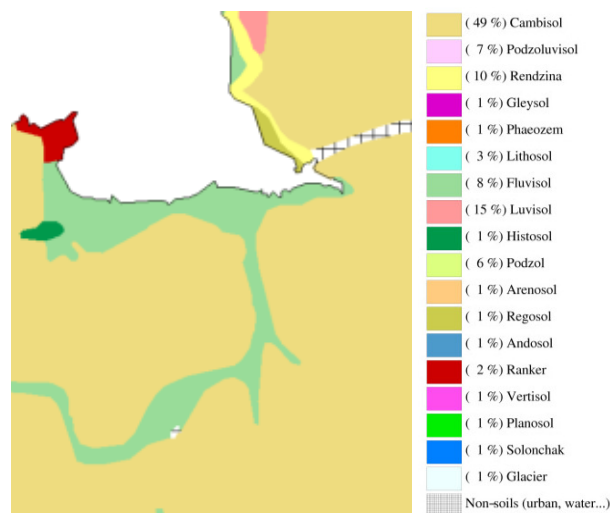 ( 49 %) Cambisol
( 7 %) Podzoluvisol
( 10 %) Rendzina
( 1 %) Gleysol
( 1 %) Phaeozem
( 3 %) Lithosol
( 8 %) Fluvisol
( 15 %) Luvisol
( 1 %) Histosol
( 6 %) Podzol
( 1 %) Arenosol
( 1 %) Regosol
( 1 %) Andosol
( 2 %) Ranker
( 1 %) Vertisol
( 1 %) Planosol
( 1 %) Solonchak
( 1 %) Glacier
Non-soils (urban, water...)